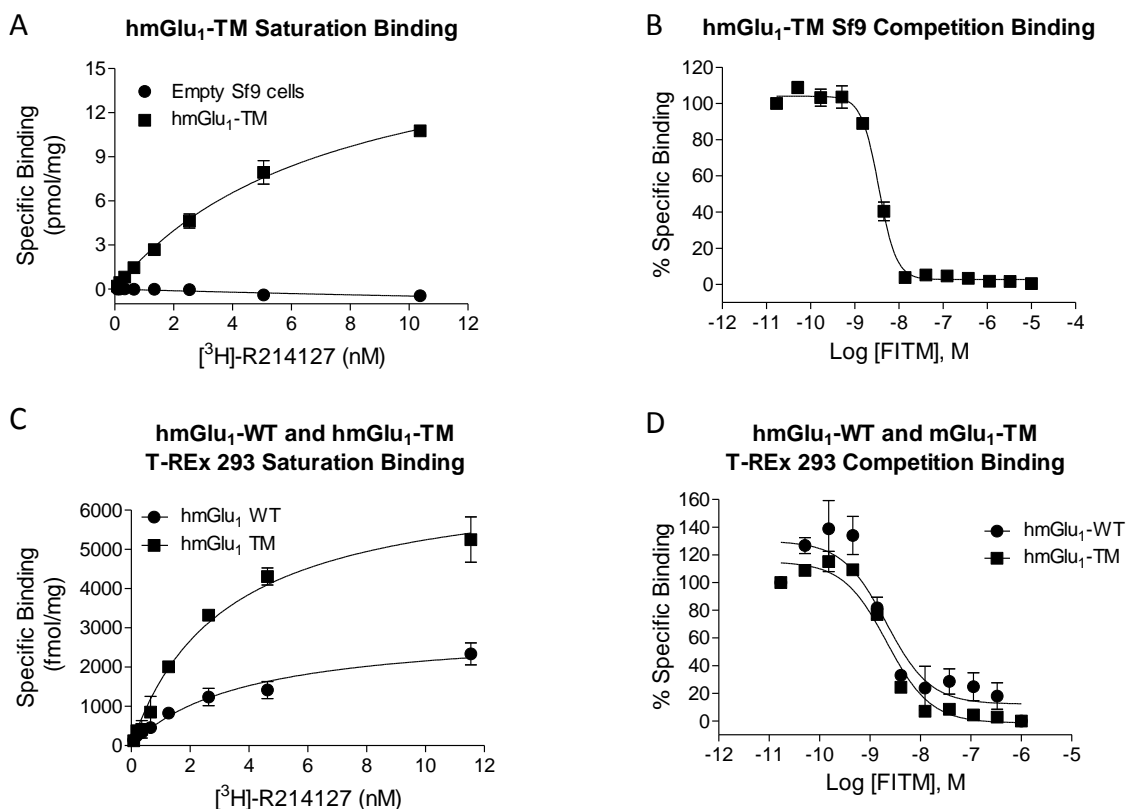 A
hmGlu₁-TM Saturation Binding
15
12
9
6
3
0
Specific Binding
(pmol/mg)
Empty Sf9 cells
hmGlu₁-TM
0 2 4 6 8 10 12
[³H]-R214127 (nM)
B
hmGlu₁-TM Sf9 Competition Binding
120
100
80
60
40
20
0
% Specific Binding
-12 -11 -10 -9 -8 -7 -6 -5 -4
Log [FITM], M
C
hmGlu₁-WT and hmGlu₁-TM
T-REx 293 Saturation Binding
6000
5000
4000
3000
2000
1000
0
Specific Binding
(fmol/mg)
hmGlu₁ WT
hmGlu₁ TM
0 2 4 6 8 10 12
[³H]-R214127 (nM)
D
hmGlu₁-WT and mGlu₁-TM
T-REx 293 Competition Binding
160
140
120
100
80
60
40
20
0
% Specific Binding
hmGlu₁-WT
hmGlu₁-TM
-12 -11 -10 -9 -8 -7 -6 -5
Log [FITM], M